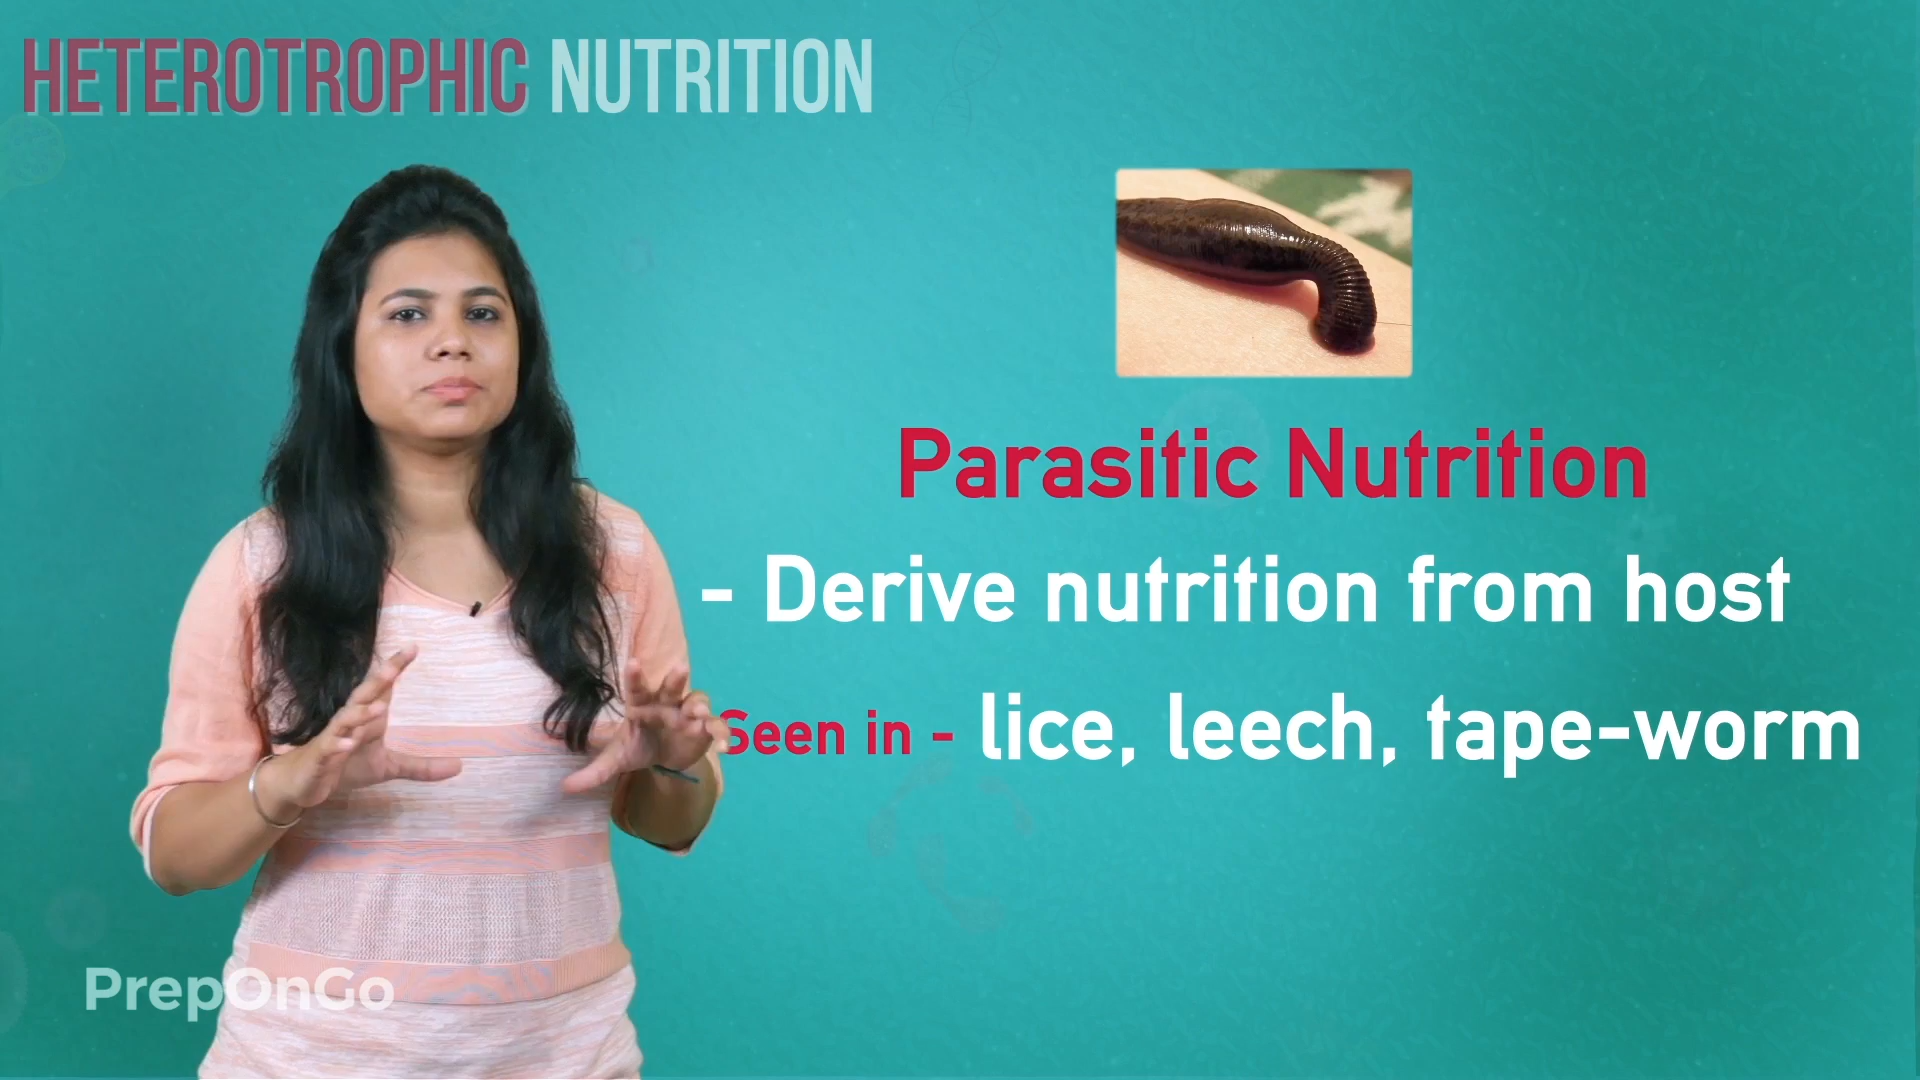 HETEROTROPHIC NUTRITION
Parasitic Nutrition
- Derive nutrition from host
Seen in - lice, leech, tape-worm
PrepOnGo